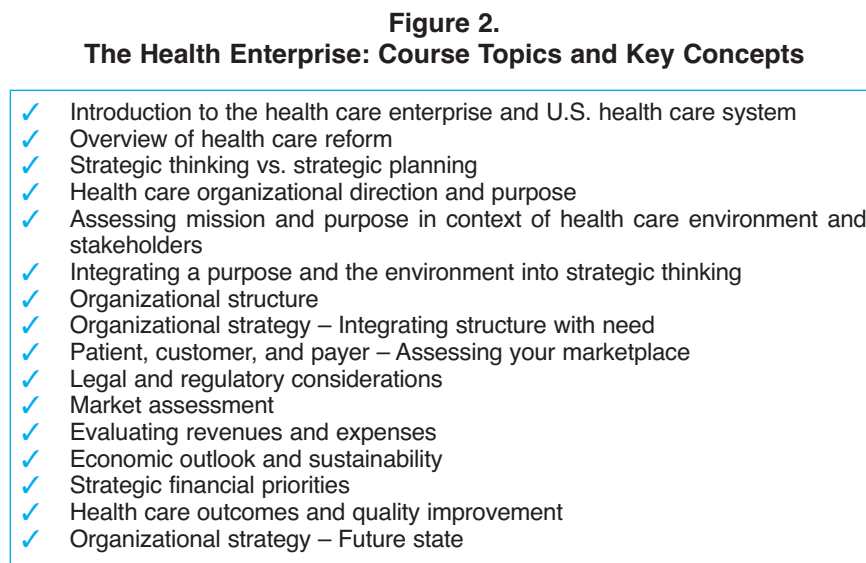 Figure 2.
The Health Enterprise: Course Topics and Key Concepts
✓ Introduction to the health care enterprise and U.S. health care system
✓ Overview of health care reform
✓ Strategic thinking vs. strategic planning
✓ Health care organizational direction and purpose
✓ Assessing mission and purpose in context of health care environment and
stakeholders
✓ Integrating a purpose and the environment into strategic thinking
✓ Organizational structure
✓ Organizational strategy – Integrating structure with need
✓ Patient, customer, and payer – Assessing your marketplace
✓ Legal and regulatory considerations
✓ Market assessment
✓ Evaluating revenues and expenses
✓ Economic outlook and sustainability
✓ Strategic financial priorities
✓ Health care outcomes and quality improvement
✓ Organizational strategy – Future state